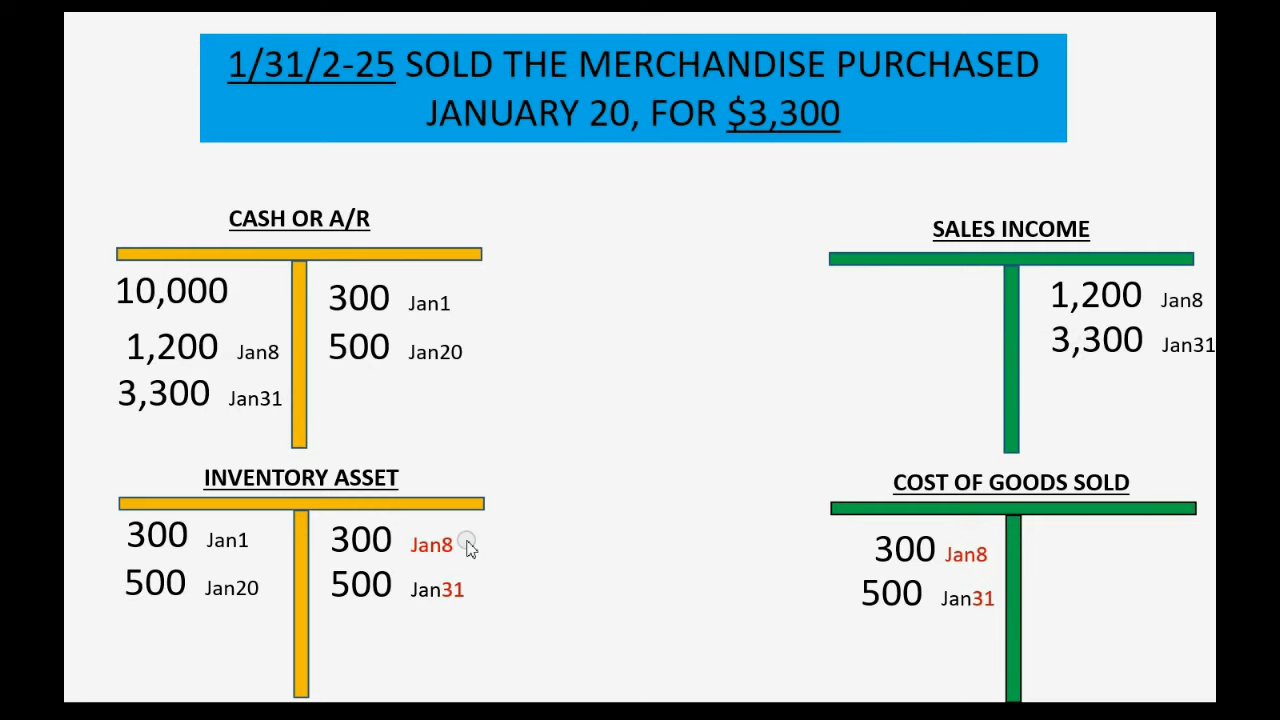 1/31/2-25 SOLD THE MERCHANDISE PURCHASED
JANUARY 20, FOR $3,300
CASH OR A/R
10,000
300 Jan1
1,200 Jan8
500 Jan20
3,300 Jan31
SALES INCOME
1,200 Jan8
3,300 Jan31
INVENTORY ASSET
300 Jan1
300 Jan8
500 Jan20
500 Jan31
COST OF GOODS SOLD
300 Jan8
500 Jan31